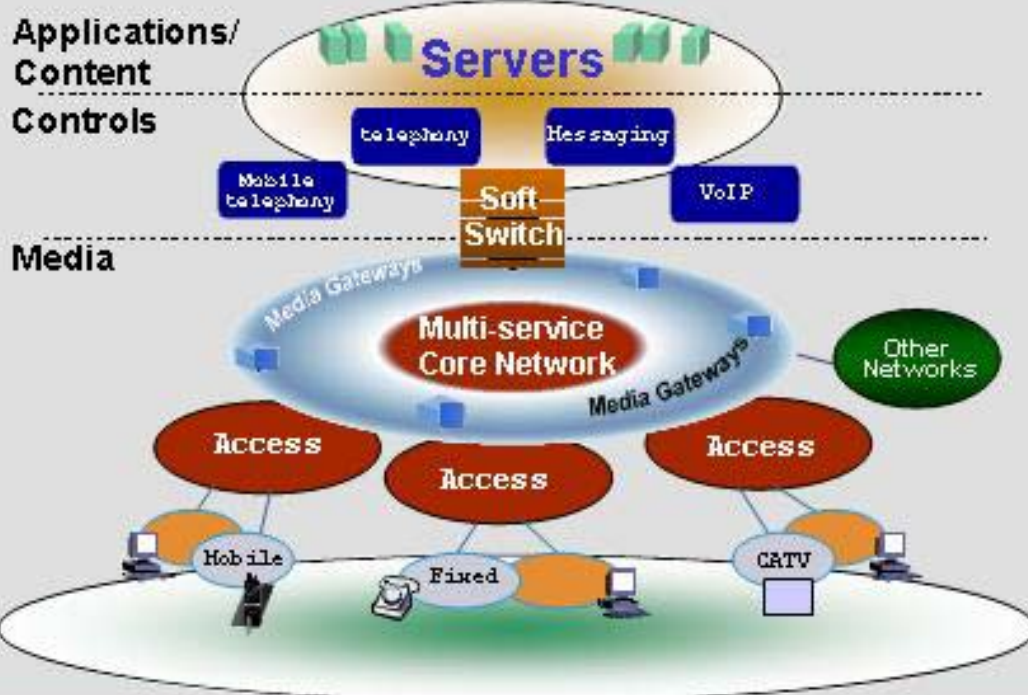 Applications/
Content
Servers
Controls
telephony
Messaging
Mobile
telephony
VoIP
Soft
Switch
Media
Media Gateways
Multi-service
Core Network
Media Gateways
Other
Networks
Access
Access
Access
Mobile
Fixed
CATV